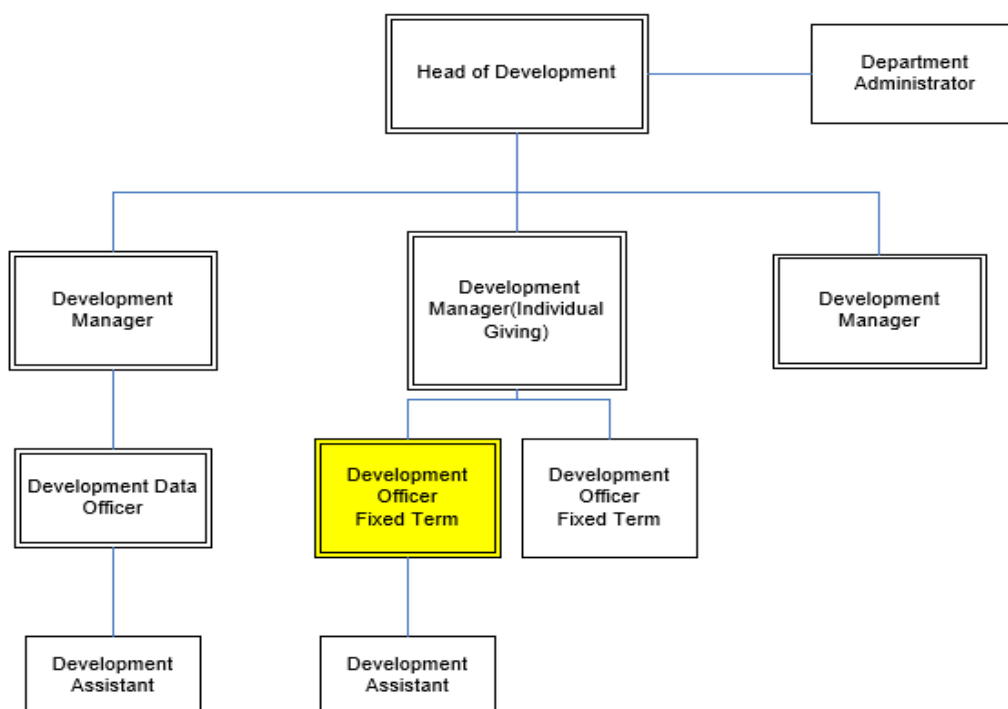 Head of Development
Department
Administrator
Development
Manager
Development
Manager(Individual
Giving)
Development
Manager
Development Data
Officer
Development
Officer
Fixed Term
Development
Officer
Fixed Term
Development
Assistant
Development
Assistant